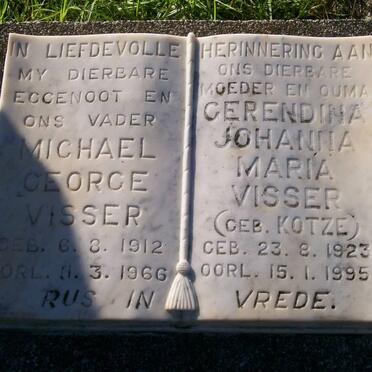 IN LIEFDEVOLLE HERINNERING AAN
MY DIERBARE
EGGENOOT EN
ONS VADER
MICHAEL
GEORGE
VISSER
GEB. 6. 8. 1912
OORL. 11. 3. 1966
ONS DIERBARE
MOEDER EN OUMA
GERENDINA
JOHANNA
MARIA
VISSER
(GEB. KOTZE)
GEB. 23. 8. 1923
OORL. 15. 1. 1995
RUS IN VREDE.